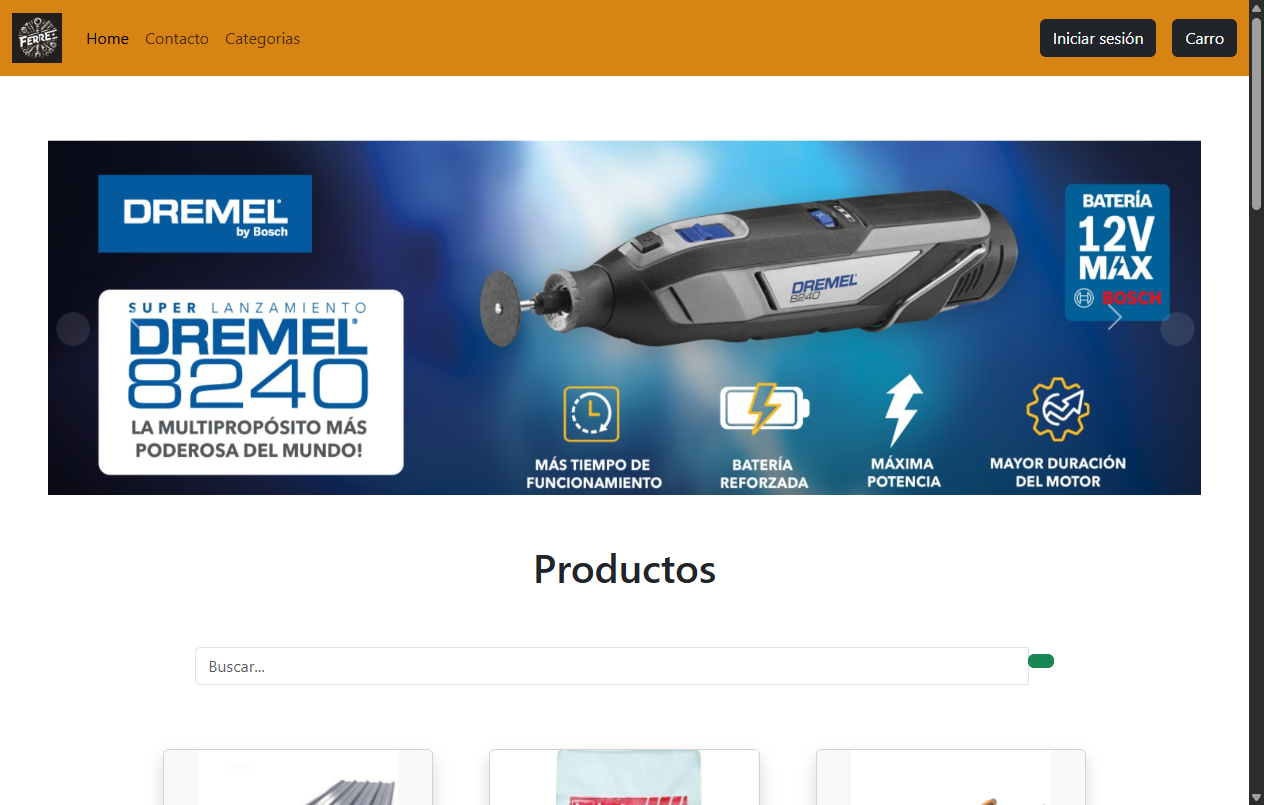 FERRE
Home
Contacto
Categorias
Iniciar sesión
Carro
DREMEL®
by Bosch
SUPER LANZAMIENTO
DREMEL®
8240
LA MULTIPROPÓSITO MÁS
PODEROSA DEL MUNDO!
DREMEL®
8240
BATERÍA
12V
MAX
BOSCH
MÁS TIEMPO DE
FUNCIONAMIENTO
BATERÍA
REFORZADA
MÁXIMA
POTENCIA
MAYOR DURACIÓN
DEL MOTOR
Productos
Buscar...